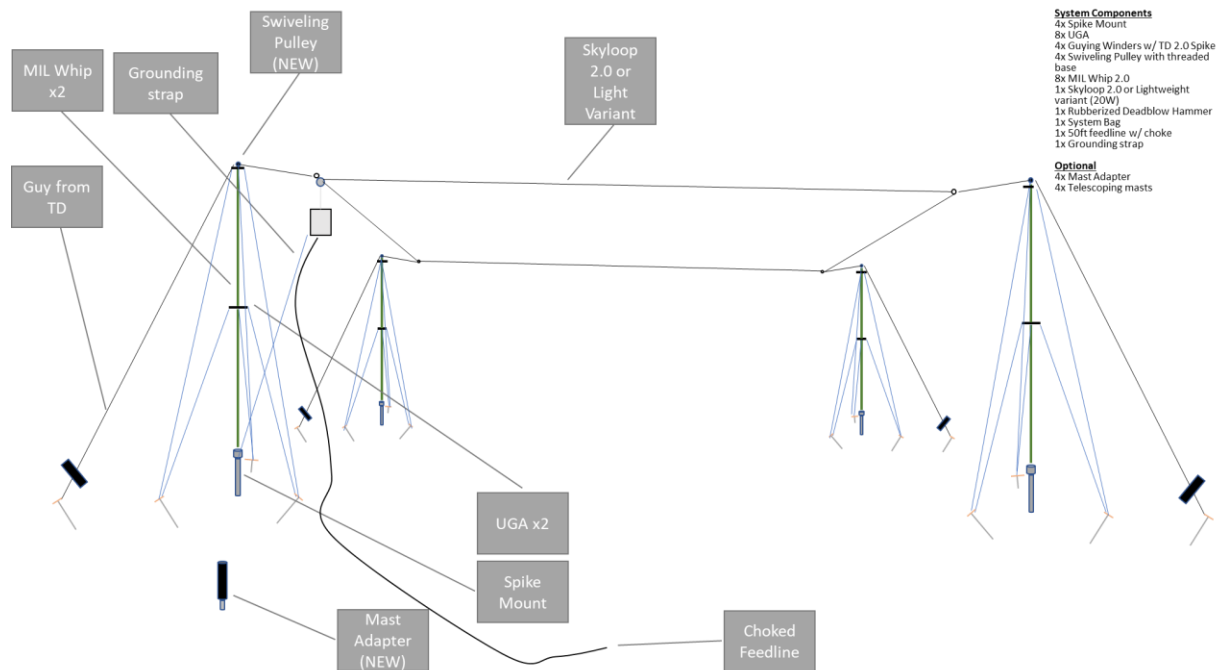 Swiveling
Pulley
(NEW)
MIL Whip
x2
Grounding
strap
Skyloop
2.0 or
Light
Variant
Guy from
TD
UGA x2
Spike
Mount
Mast
Adapter
(NEW)
Choked
Feedline
System Components
4x Spike Mount
8x UGA
4x Guying Winders w/ TD 2.0 Spike
4x Swiveling Pulley with threaded
base
8x MIL Whip 2.0
1x Skyloop 2.0 or Lightweight
variant (20W)
1x Rubberized Deadblow Hammer
1x System Bag
1x 50ft feedline w/ choke
1x Grounding strap
Optional
4x Mast Adapter
4x Telescoping masts